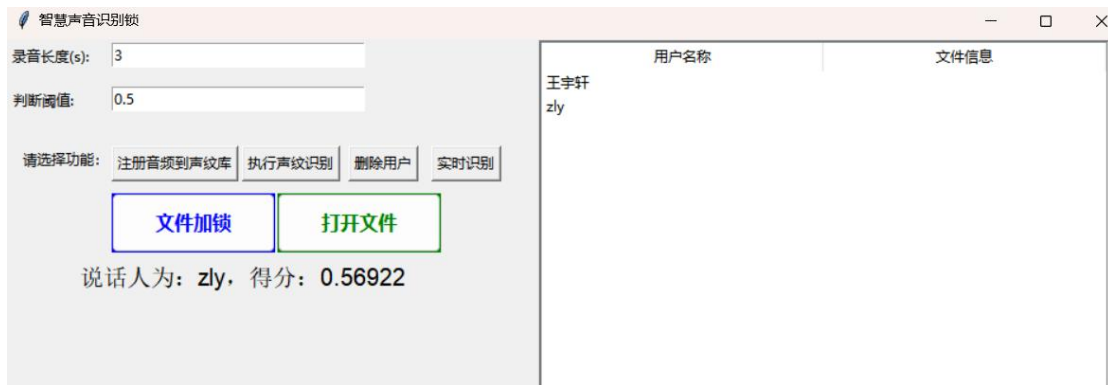 智慧声音识别锁
录音长度(s): 3
判断阈值: 0.5
请选择功能: 注册音频到声纹库 执行声纹识别 删除用户 实时识别
文件加锁 打开文件
说话人为：zly，得分：0.56922
用户名称 文件信息
王宇轩
zly